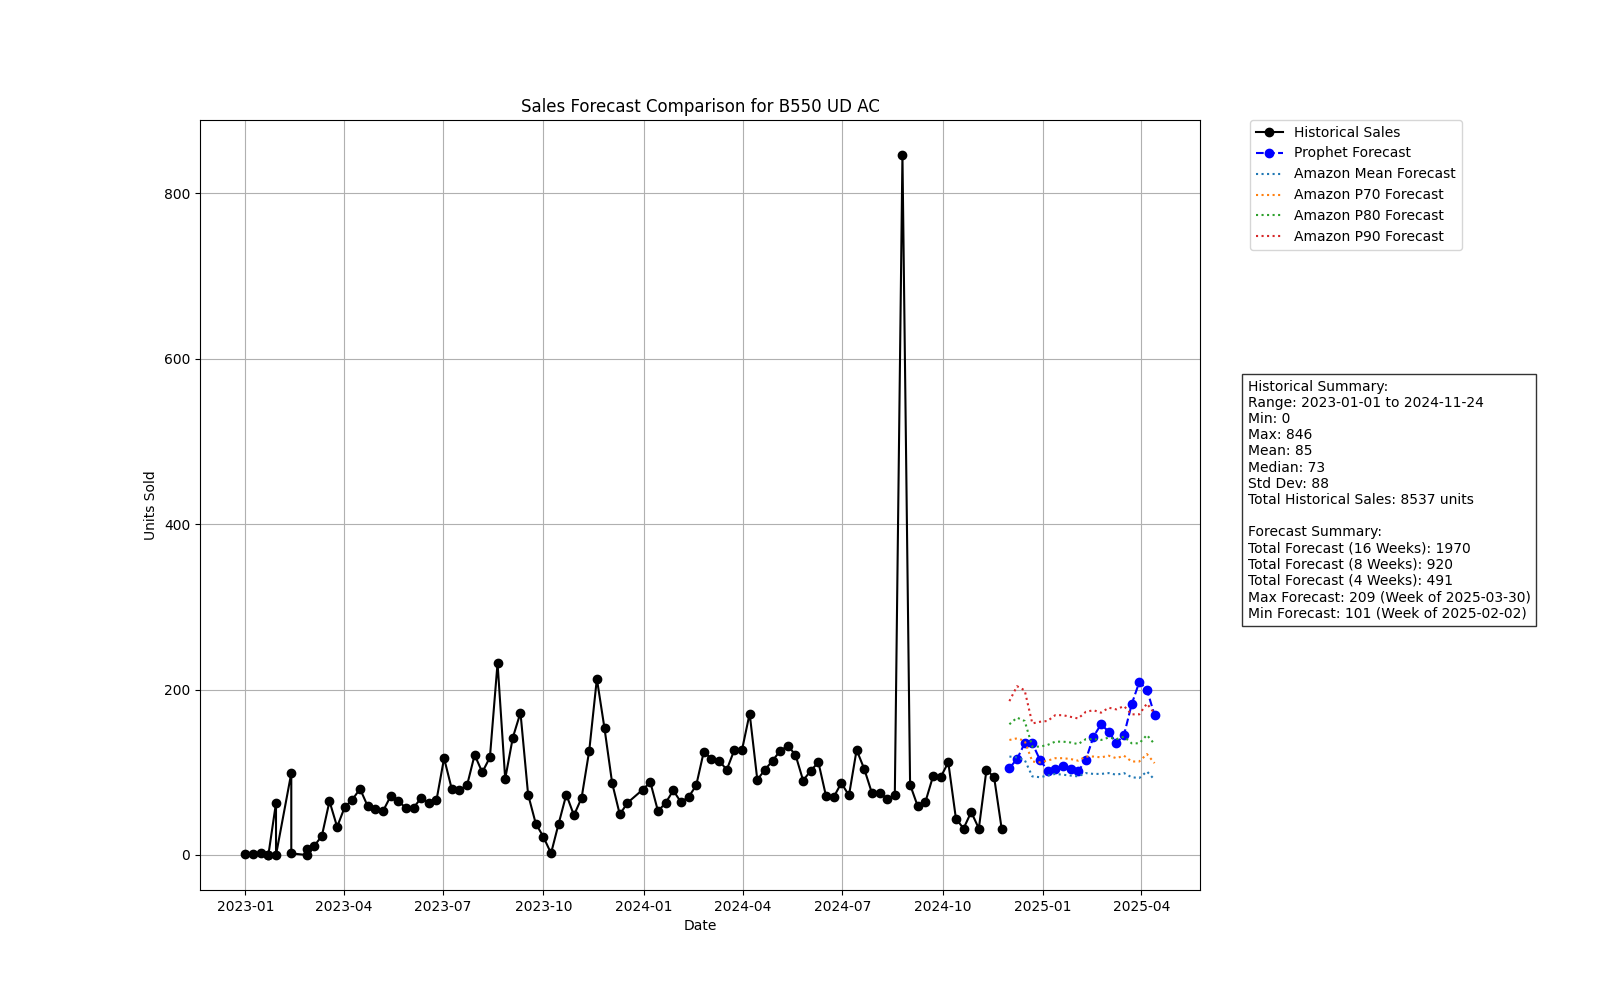 Sales Forecast Comparison for B550 UD AC
Historical Sales
Prophet Forecast
Amazon Mean Forecast
Amazon P70 Forecast
Amazon P80 Forecast
Amazon P90 Forecast
800
600
400
200
0
Units Sold
Historical Summary:
Range: 2023-01-01 to 2024-11-24
Min: 0
Max: 846
Mean: 85
Median: 73
Std Dev: 88
Total Historical Sales: 8537 units
Forecast Summary:
Total Forecast (16 Weeks): 1970
Total Forecast (8 Weeks): 920
Total Forecast (4 Weeks): 491
Max Forecast: 209 (Week of 2025-03-30)
Min Forecast: 101 (Week of 2025-02-02)
2023-01 2023-04 2023-07 2023-10 2024-01 2024-04 2024-07 2024-10 2025-01 2025-04
Date